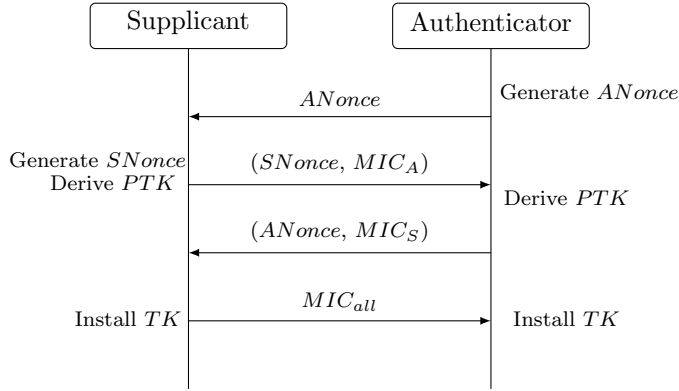 Supplicant
Authenticator
Generate ANonce
ANonce
Generate SNonce
Derive PTK
(SNonce, MIC_A)
Derive PTK
(ANonce, MIC_S)
MIC_all
Install TK
Install TK